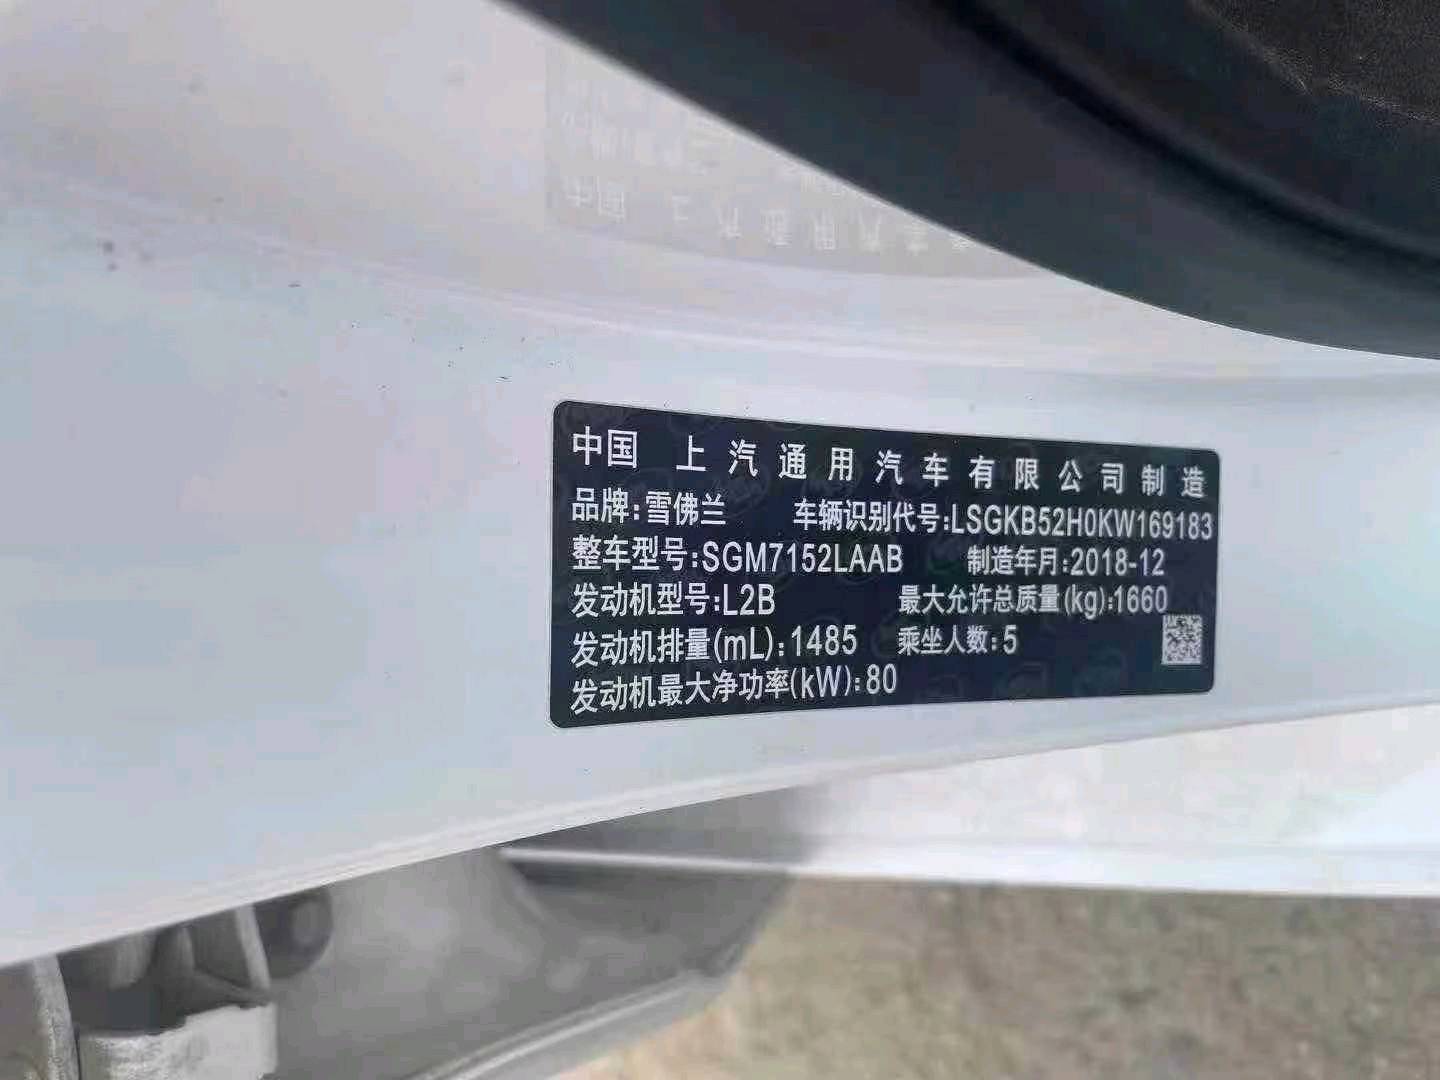 中国 上汽通用汽车有限公司制造
品牌:雪佛兰 车辆识别代号:LSGKB52H0KW169183
整车型号:SGM7152LAAB 制造年月:2018-12
发动机型号:L2B 最大允许总质量(kg):1660
发动机排量(mL):1485 乘坐人数:5
发动机最大净功率(kW):80